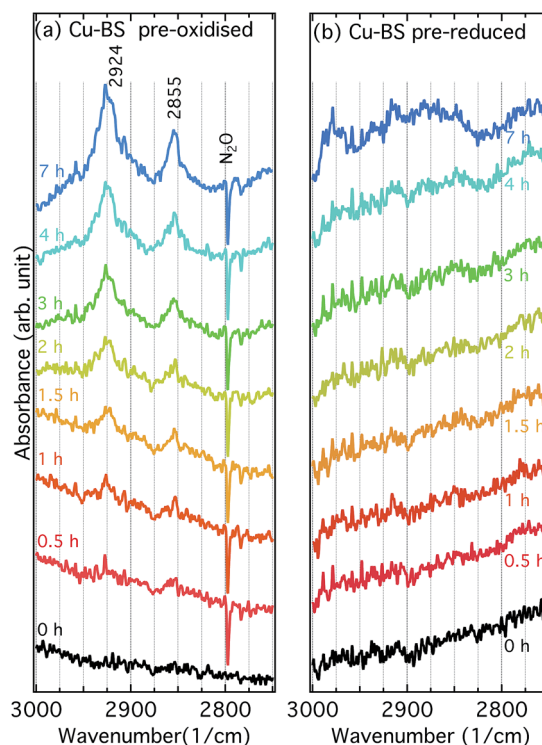 (a) Cu-BS pre-oxidised
2924
2855
N₂O
7 h
4 h
3 h
2 h
1.5 h
1 h
0.5 h
0 h
Absorbance (arb. unit)
3000 2900 2800
Wavenumber(1/cm)
(b) Cu-BS pre-reduced
7 h
4 h
3 h
2 h
1.5 h
1 h
0.5 h
0 h
3000 2900 2800
Wavenumber (1/cm)